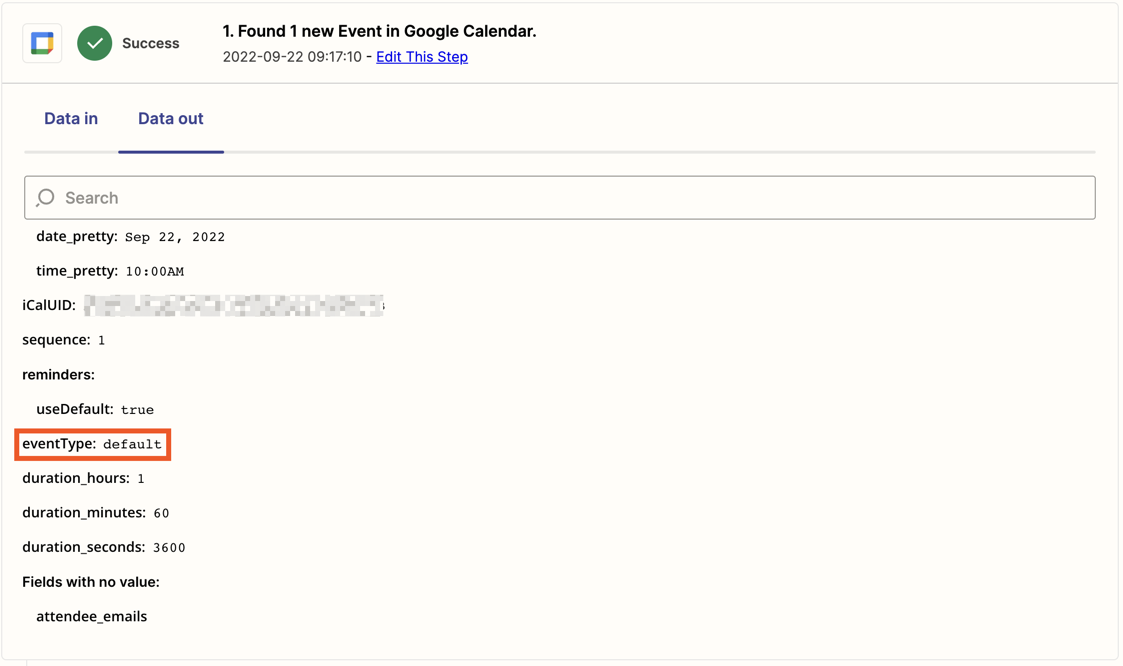 Success
1. Found 1 new Event in Google Calendar.
2022-09-22 09:17:10 - Edit This Step
Data in
Data out
Search
date_pretty: Sep 22, 2022
time_pretty: 10:00AM
iCalUID:
sequence: 1
reminders:
useDefault: true
eventType: default
duration_hours: 1
duration_minutes: 60
duration_seconds: 3600
Fields with no value:
attendee_emails